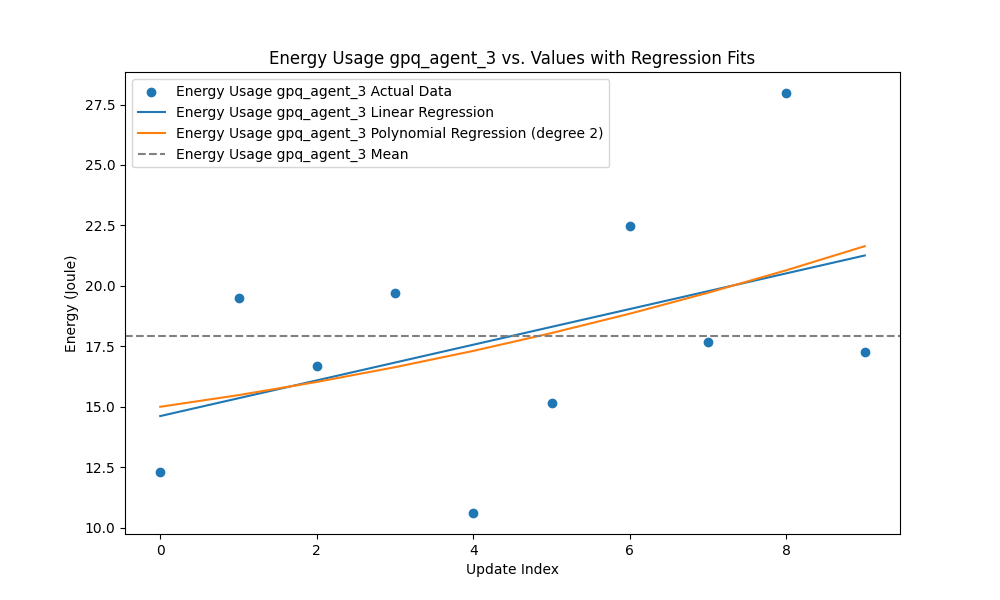 Energy Usage gpq_agent_3 vs. Values with Regression Fits
Energy Usage gpq_agent_3 Actual Data
Energy Usage gpq_agent_3 Linear Regression
Energy Usage gpq_agent_3 Polynomial Regression (degree 2)
Energy Usage gpq_agent_3 Mean
27.5
25.0
22.5
20.0
17.5
15.0
12.5
10.0
Energy (Joule)
0 2 4 6 8
Update Index